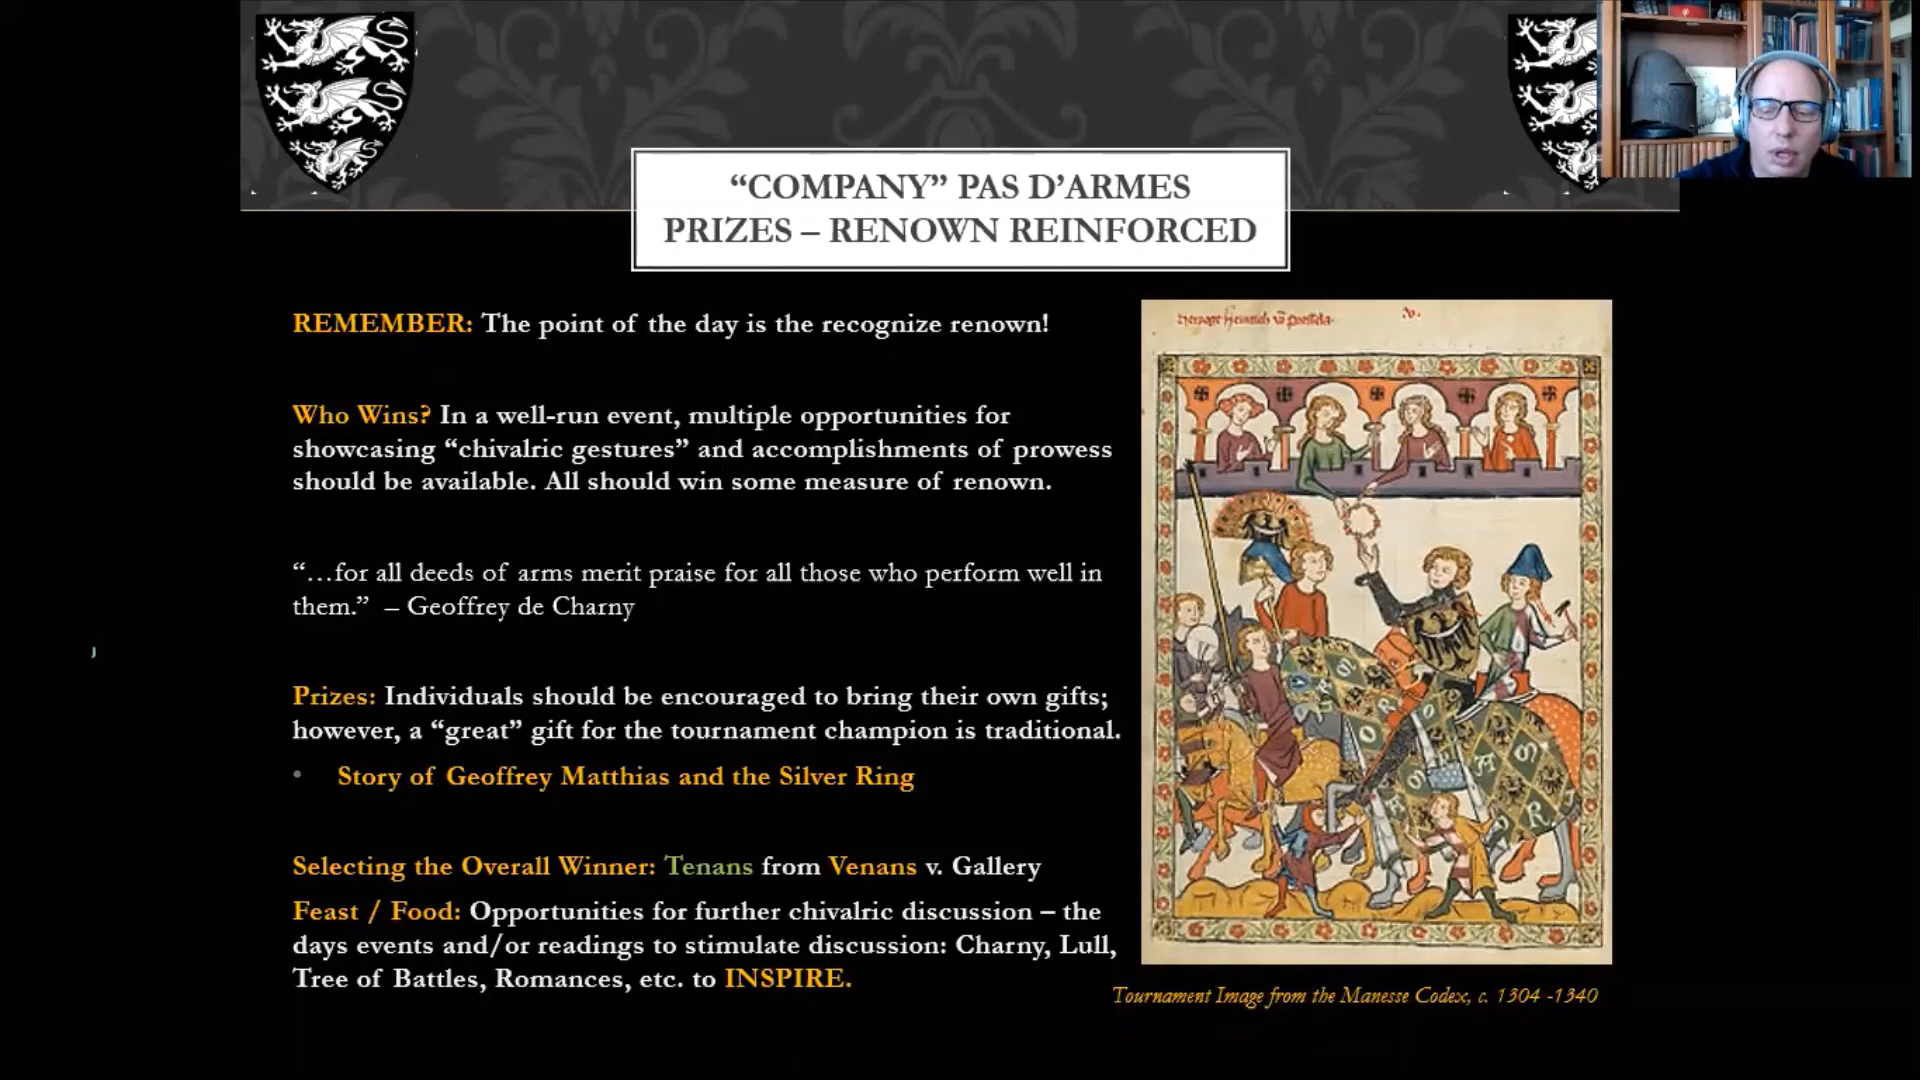 “COMPANY” PAS D’ARMES
PRIZES – RENOWN REINFORCED
REMEMBER: The point of the day is the recognize renown!
Who Wins? In a well-run event, multiple opportunities for
showcasing “chivalric gestures” and accomplishments of prowess
should be available. All should win some measure of renown.
“…for all deeds of arms merit praise for all those who perform well in
them.” – Geoffrey de Charny
Prizes: Individuals should be encouraged to bring their own gifts;
however, a “great” gift for the tournament champion is traditional.
• Story of Geoffrey Matthias and the Silver Ring
Selecting the Overall Winner: Tenans from Venans v. Gallery
Feast / Food: Opportunities for further chivalric discussion – the
days events and/or readings to stimulate discussion: Charny, Lull,
Tree of Battles, Romances, etc. to INSPIRE.
Tournament Image from the Manesse Codex, c. 1304 -1340